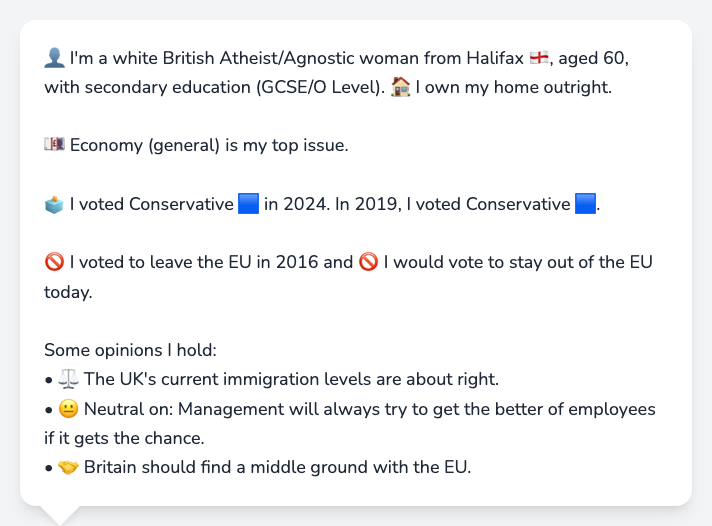 👤 I'm a white British Atheist/Agnostic woman from Halifax 🏴󠁧󠁢󠁥󠁮󠁧󠁿, aged 60,
with secondary education (GCSE/O Level). 🏠 I own my home outright.
💷 Economy (general) is my top issue.
🗳️ I voted Conservative 🟦 in 2024. In 2019, I voted Conservative 🟦.
🚫 I voted to leave the EU in 2016 and 🚫 I would vote to stay out of the EU
today.
Some opinions I hold:
• ⚖️ The UK's current immigration levels are about right.
• 😐 Neutral on: Management will always try to get the better of employees
if it gets the chance.
• 🤝 Britain should find a middle ground with the EU.